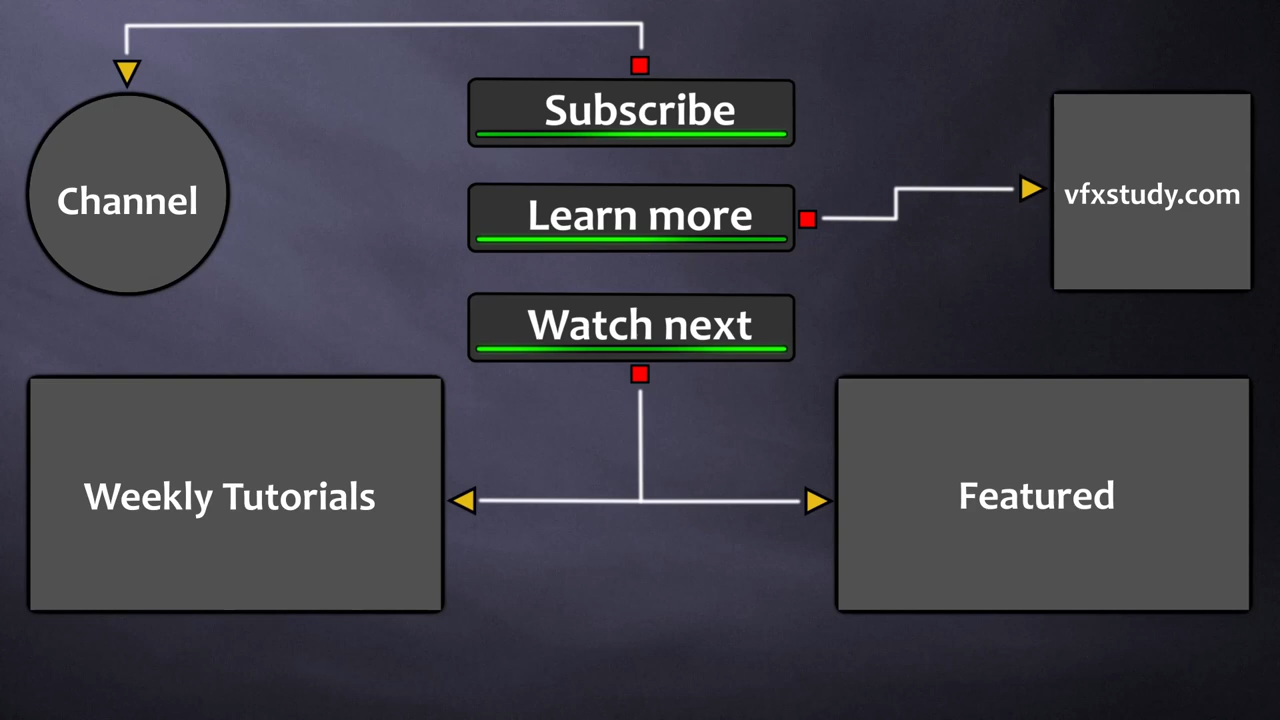 Subscribe
Channel
Learn more
vfxstudy.com
Watch next
Weekly Tutorials
Featured